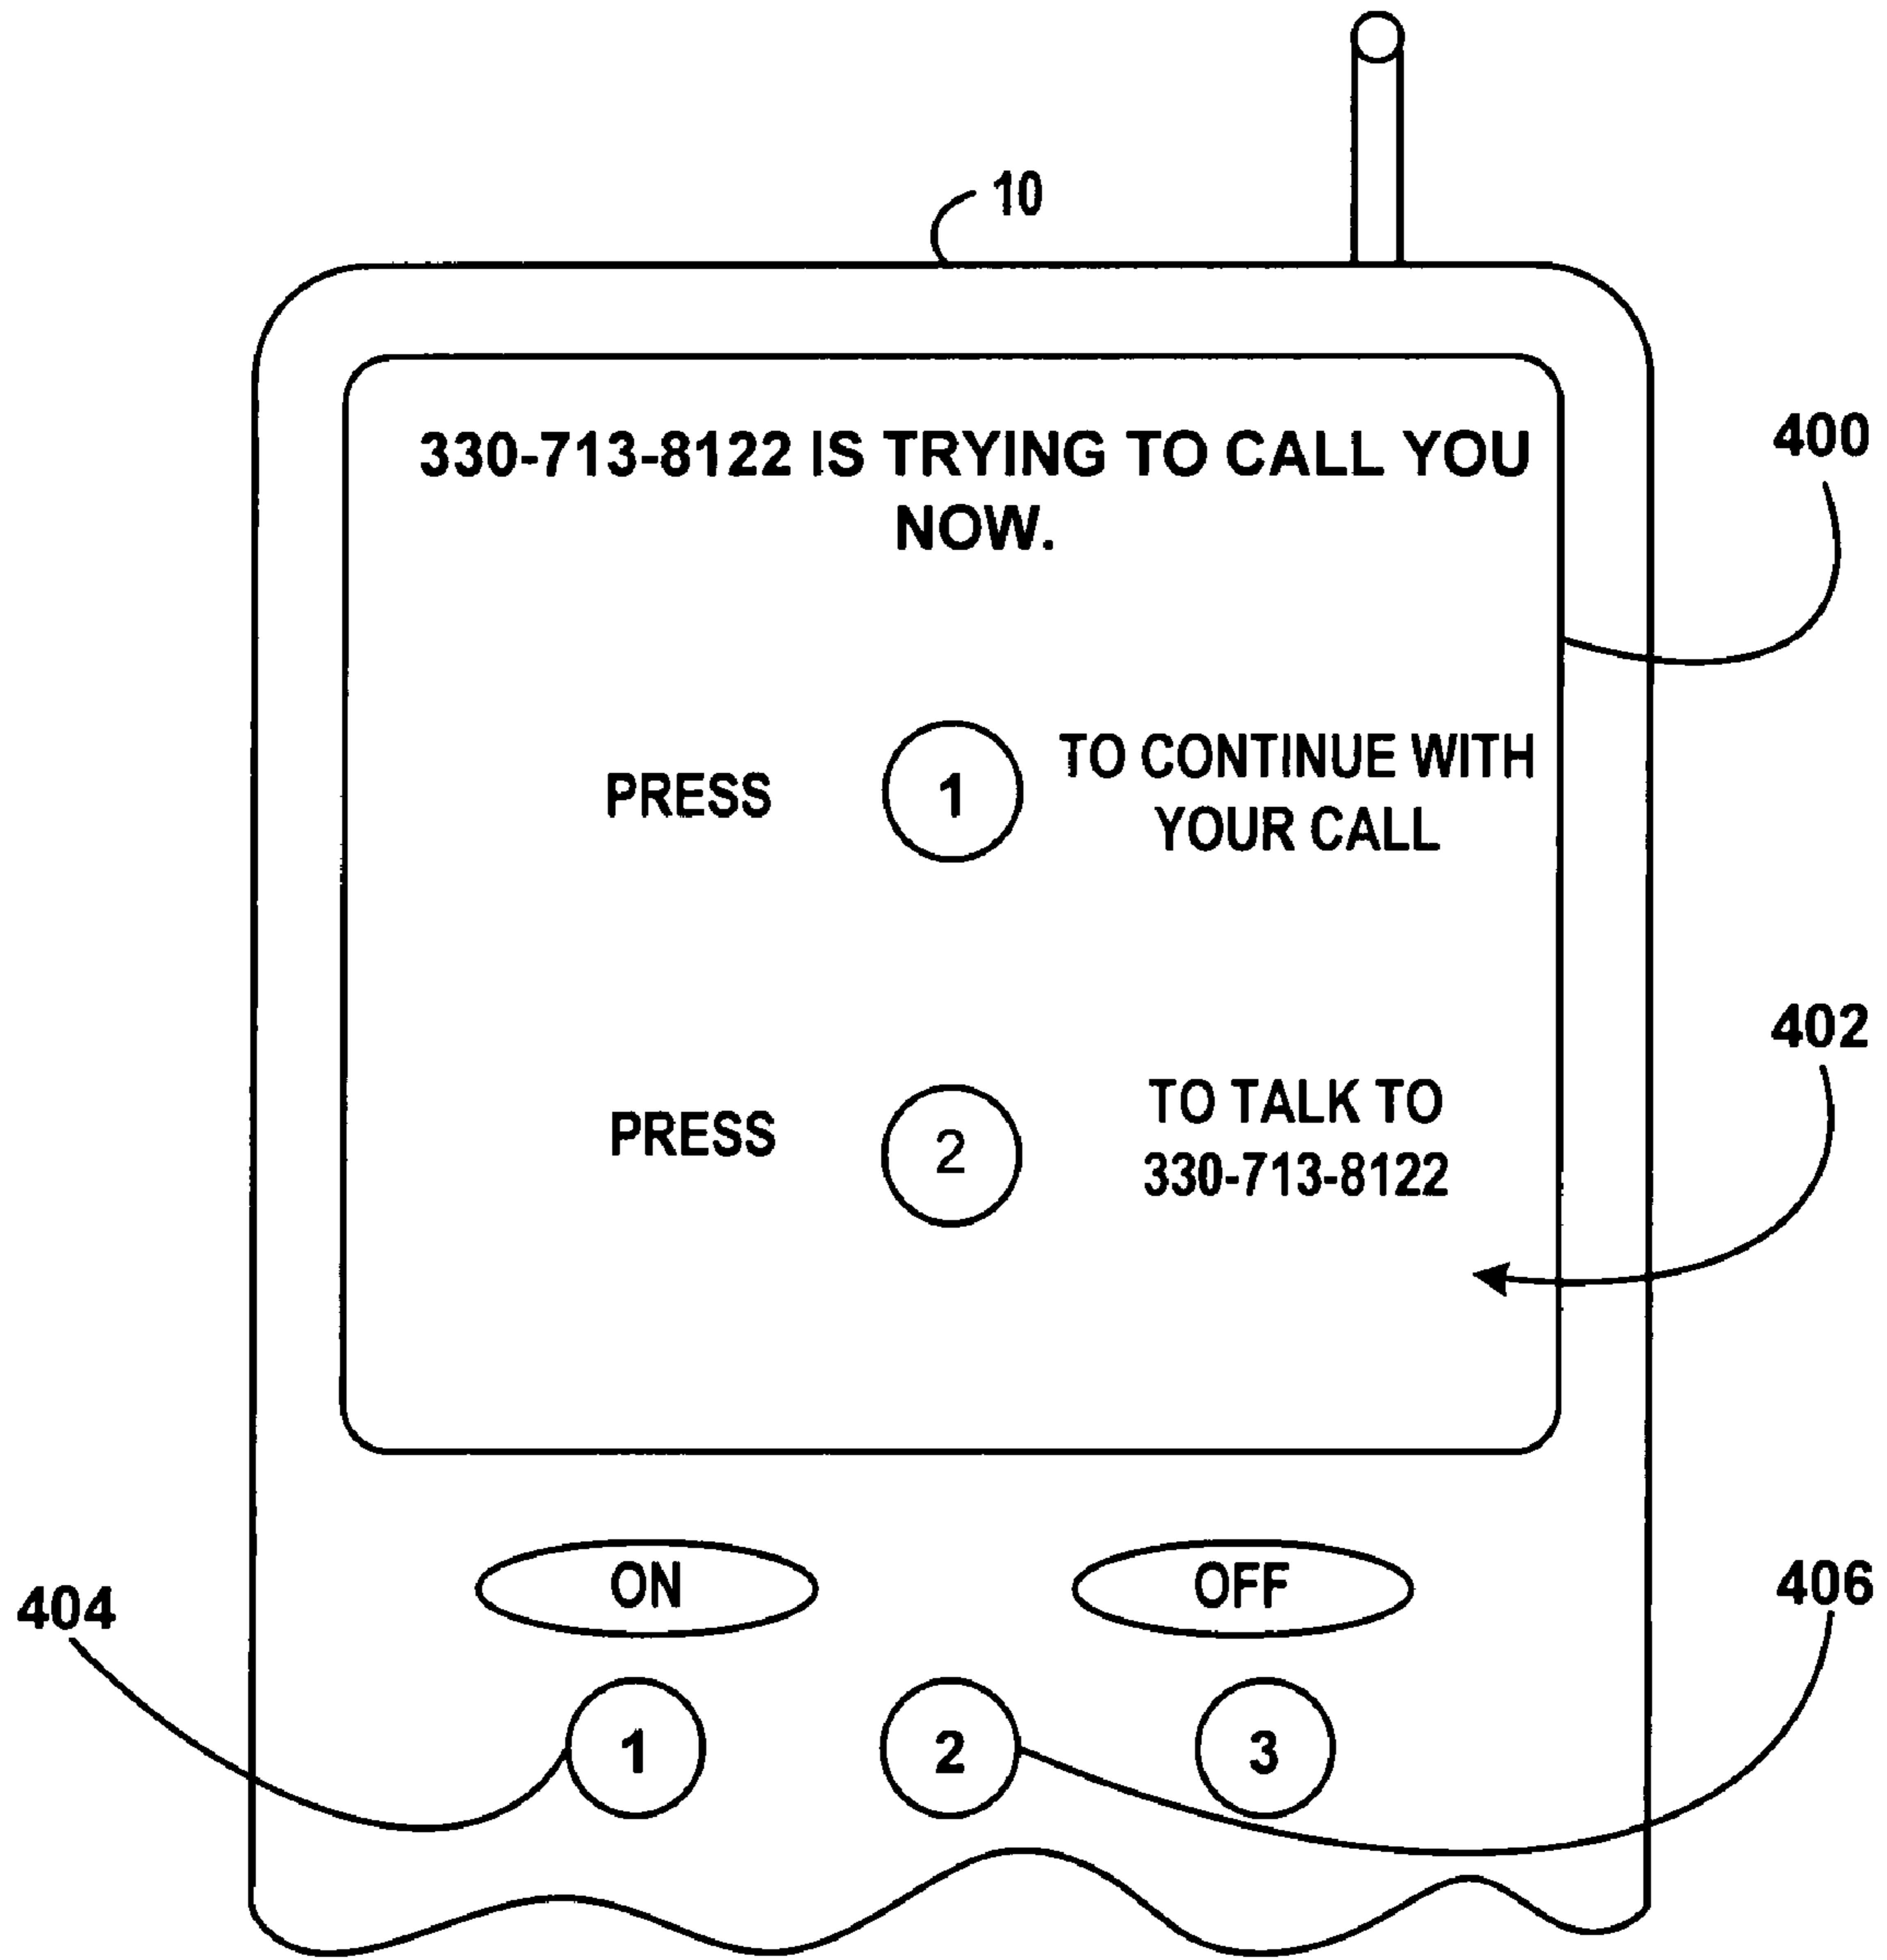 10
330-713-8122 IS TRYING TO CALL YOU
NOW.
400
PRESS 1 TO CONTINUE WITH
YOUR CALL
402
PRESS 2 TO TALK TO
330-713-8122
ON OFF
404
406
1 2 3